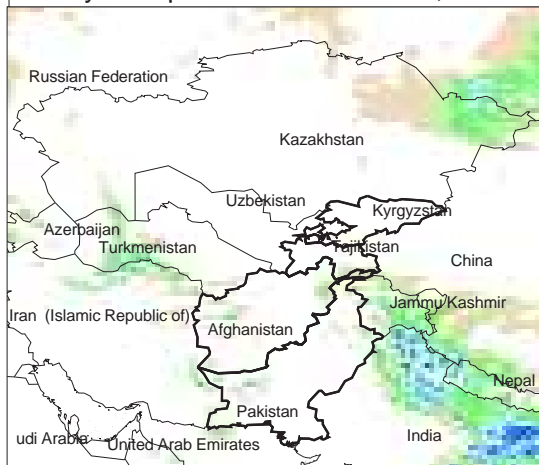 Russian Federation
Kazakhstan
Uzbekistan
Kyrgyzstan
Azerbaijan
Turkmenistan
Tajikistan
China
Jammu/Kashmir
Iran (Islamic Republic of)
Afghanistan
Nepal
Pakistan
udi Arabia
United Arab Emirates
India